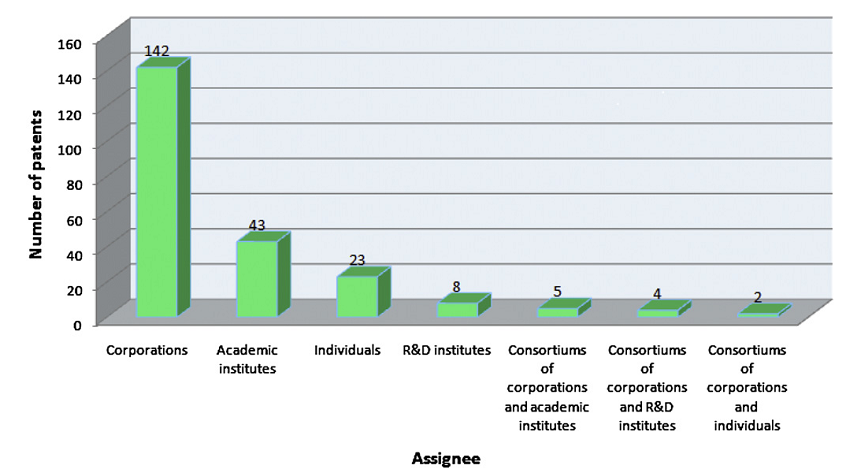 Number of patents
160
140
120
100
80
60
40
20
0
142
43
23
8
5
4
2
Corporations
Academic
institutes
Individuals
R&D institutes
Consortiums
of
corporations
and academic
institutes
Consortiums
of
corporations
and R&D
institutes
Consortiums
of
corporations
and
individuals
Assignee